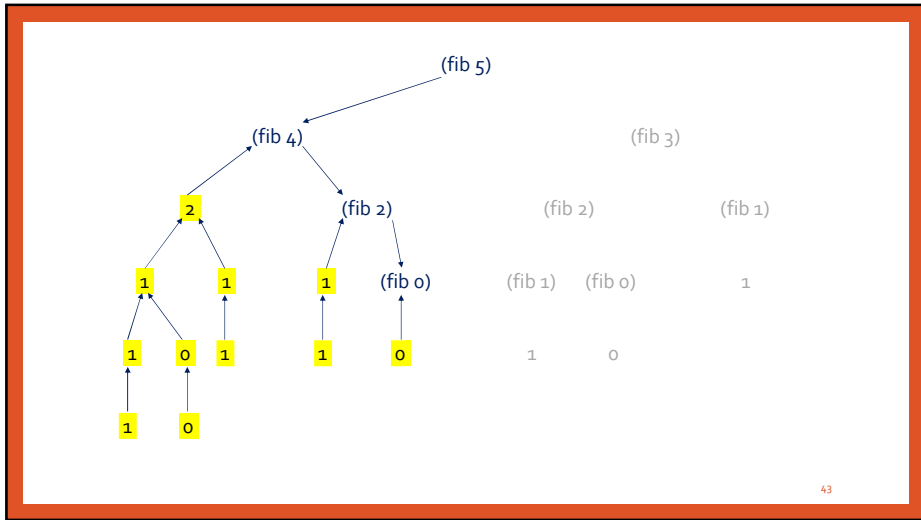 (fib 5)
(fib 4) (fib 3)
2 (fib 2) (fib 2) (fib 1)
1 1 1 (fib 0) (fib 1) (fib 0) 1
1 0 1 1 0 1 0
1 0
43